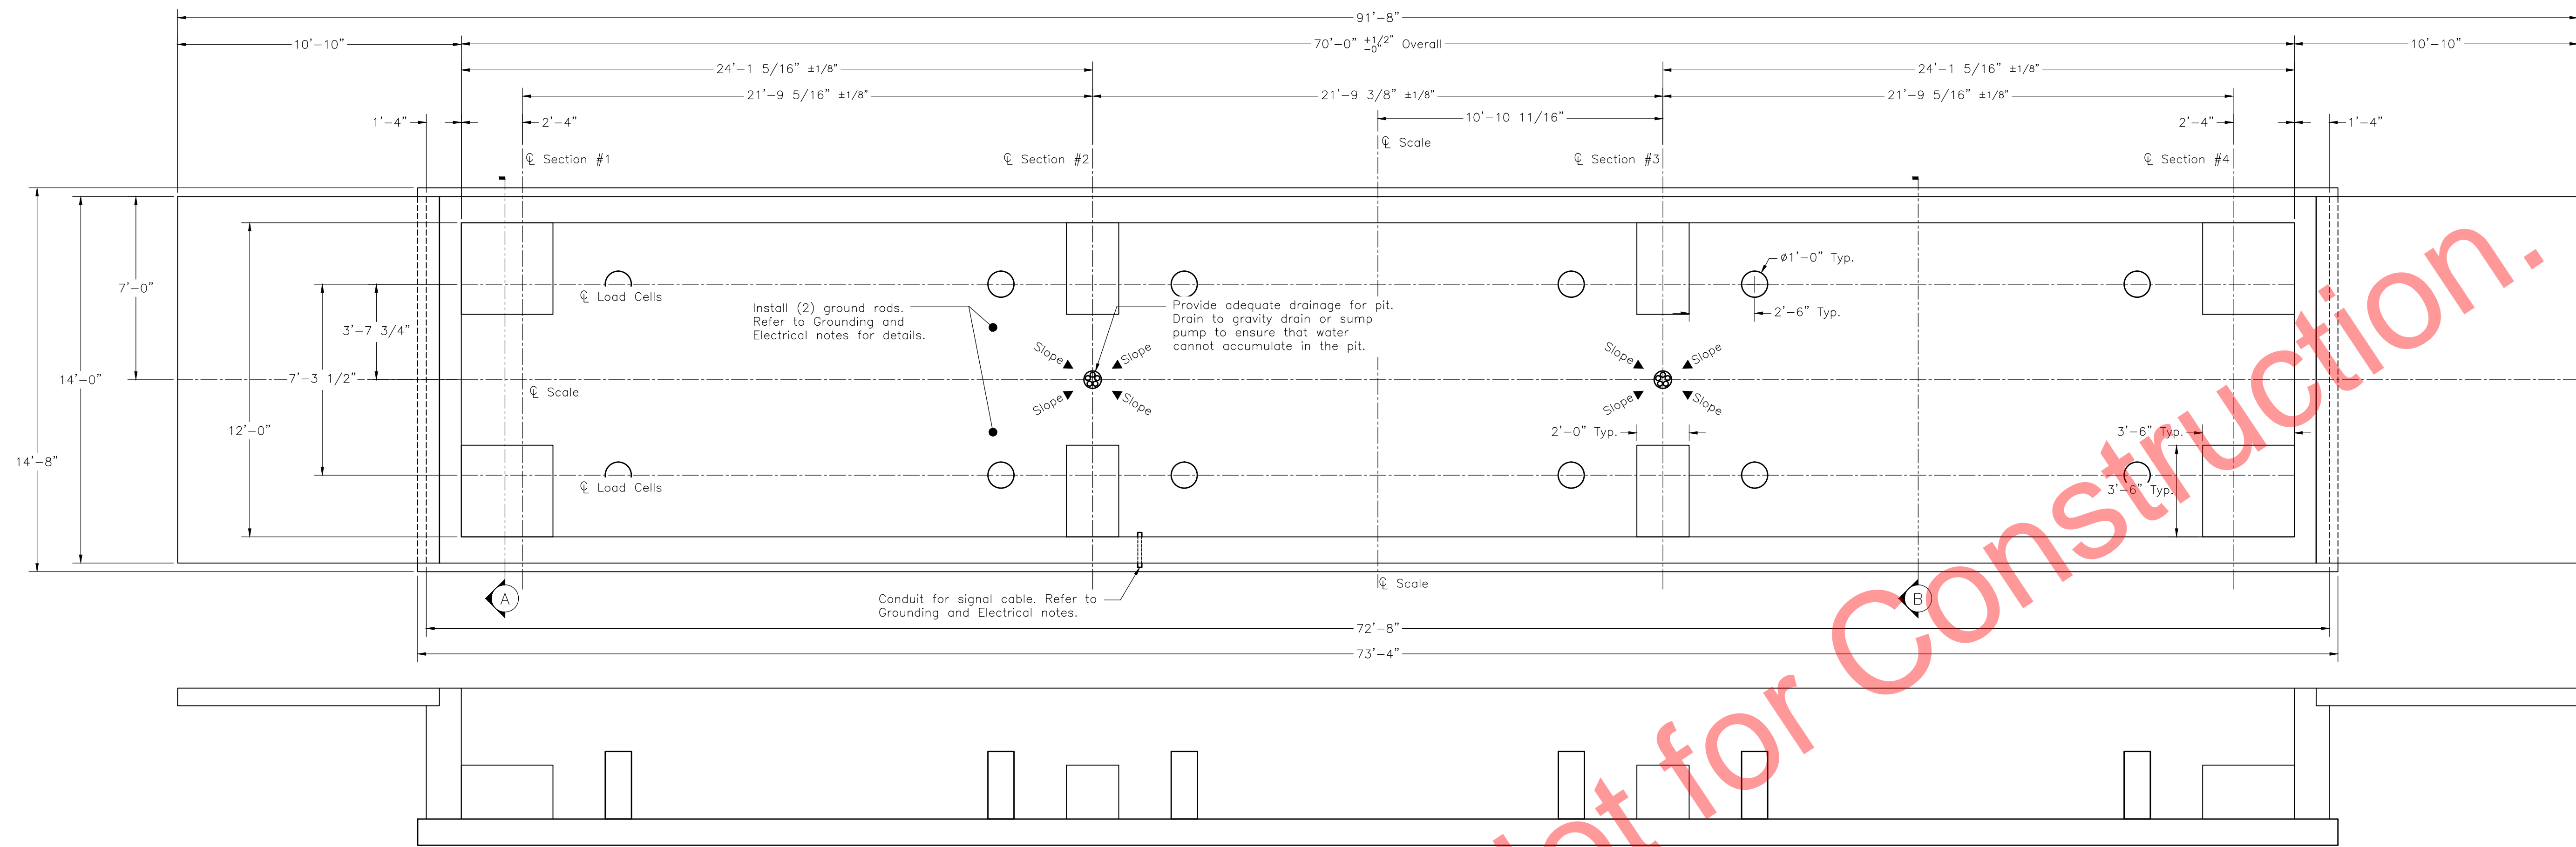 91'-8"
10'-10"
70'-0" +1/2" -0" Overall
10'-10"
24'-1 5/16" ±1/8"
24'-1 5/16" ±1/8"
21'-9 5/16" ±1/8"
21'-9 3/8" ±1/8"
21'-9 5/16" ±1/8"
10'-10 11/16"
1'-4"
2'-4"
2'-4"
1'-4"
℄ Scale
℄ Section #1
℄ Section #2
℄ Section #3
℄ Section #4
ø1'-0" Typ.
2'-6" Typ.
7'-0"
℄ Load Cells
Install (2) ground rods.
Refer to Grounding and
Electrical notes for details.
Provide adequate drainage for pit.
Drain to gravity drain or sump
pump to ensure that water
cannot accumulate in the pit.
3'-7 3/4"
Slope
Slope
Slope
Slope
14'-0"
7'-3 1/2"
℄ Scale
Slope
Slope
Slope
Slope
12'-0"
2'-0" Typ.
3'-6" Typ.
14'-8"
℄ Load Cells
3'-6" Typ.
℄ Scale
A
B
Conduit for signal cable. Refer to
Grounding and Electrical notes.
72'-8"
73'-4"
for Construction.